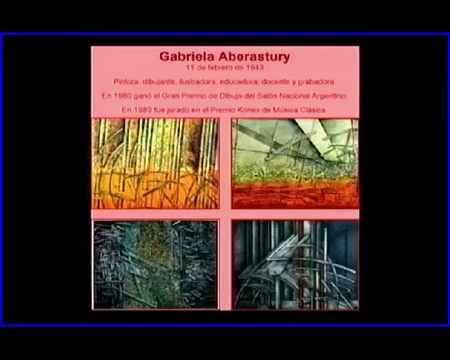 Gabriela Aberastury
11 de febrero de 1943
Pintora, dibujante, ilustradora, educadora, docente y grabadora.
En 1980 ganó el Gran Premio de Dibujo del Salón Nacional Argentino.
En 1989 fue jurado en el Premio Konex de Música Clásica.